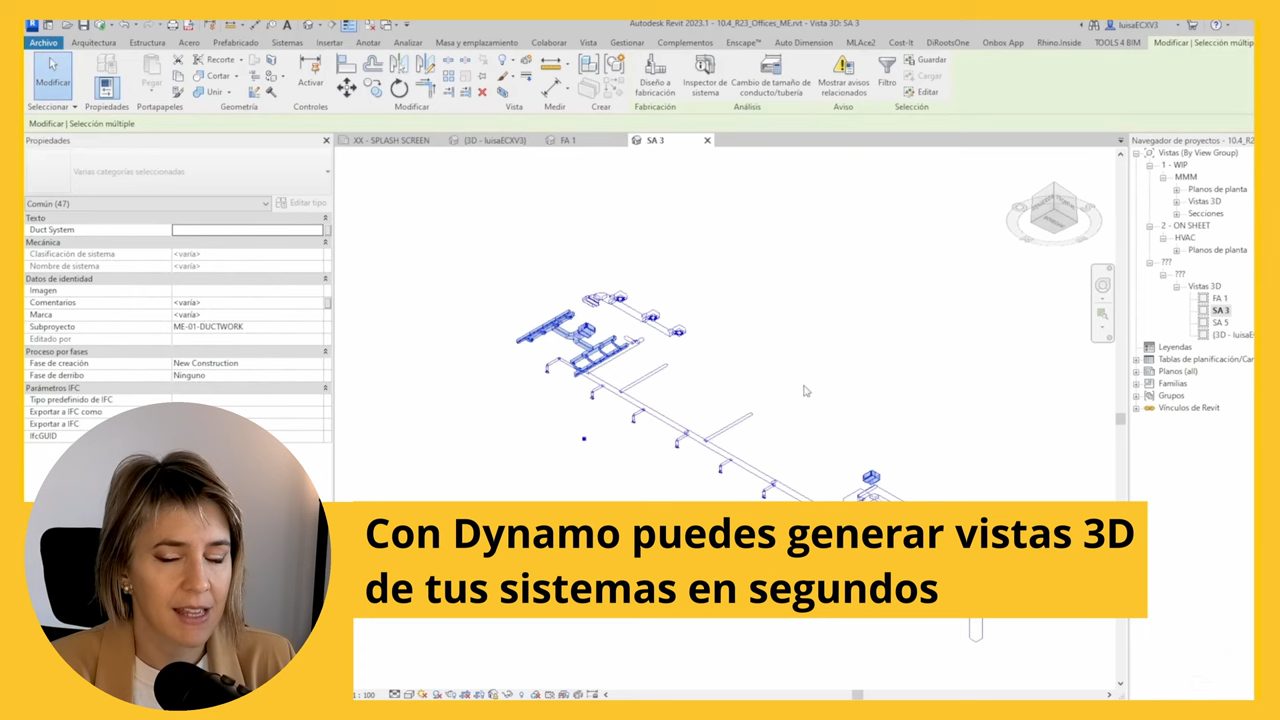 Autodesk Revit 2023.1 - 10.4_R23_Offices_ME.rvt - Vista 3D: SA 3
luisaECXV3
Archivo Arquitectura Estructura Acero Prefabricado Sistemas Insertar Anotar Analizar Masa y emplazamiento Colaborar Vista Gestionar Complementos Enscape™ Auto Dimension MLAce2 Cost-It DiRootsOne Onbox App Rhino.Inside TOOLS 4 BIM Modificar | Selección múltip
Modificar
Pegar
Recorte
Cortar
Unir
Activar
Diseño a fabricación
Inspector de sistema
Cambio de tamaño de conducto/tubería
Mostrar avisos relacionados
Filtro
Guardar
Cargar
Editar
Seleccionar Propiedades Portapapeles Geometría Controles Modificar Vista Medir Crear Fabricación Análisis Aviso Selección
Modificar | Selección múltiple
Propiedades
Varias categorías seleccionadas
Común (47)
Editar tipo
Texto
Duct System
Mecánica
Clasificación de sistema <varía>
Nombre de sistema <varía>
Datos de identidad
Imagen
Comentarios <varía>
Marca <varía>
Subproyecto ME-01-DUCTWORK
Editado por
Proceso por fases
Fase de creación New Construction
Fase de derribo Ninguno
Parámetros IFC
Tipo predefinido de IFC
Exportar a IFC como
Exportar a IFC
IfcGUID
XX - SPLASH SCREEN
(3D - luisaECXV3)
FA 1
SA 3
Navegador de proyectos - 10.4_R2
Vistas (By View Group)
1 - WIP
MMM
Planos de planta
Vistas 3D
Secciones
2 - ON SHEET
HVAC
Planos de planta
???
???
Vistas 3D
FA 1
SA 3
SA 5
(3D - luisaE
Leyendas
Tablas de planificación/Can
Planos (all)
Familias
Grupos
Vínculos de Revit
Con Dynamo puedes generar vistas 3D
de tus sistemas en segundos
1 : 100